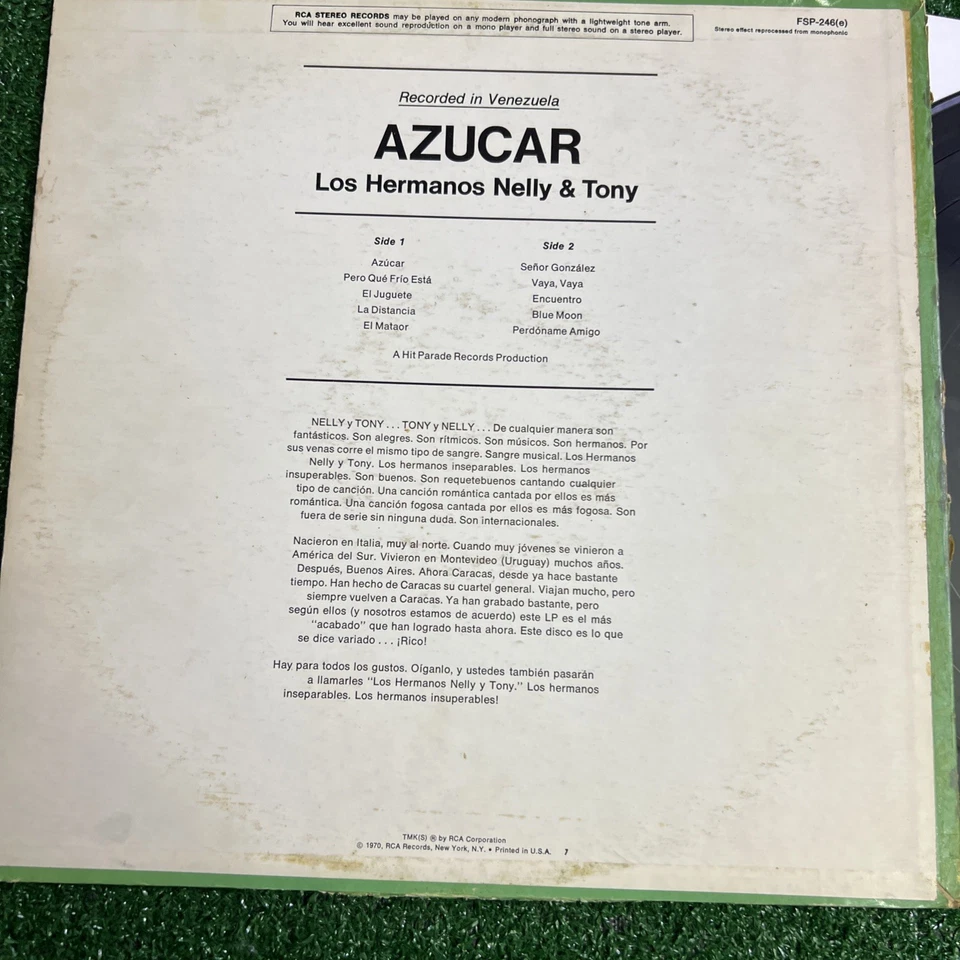 RCA STEREO RECORDS may be played on any modern phonograph with a lightweight tone arm.
You will hear excellent sound reproduction on a mono player and full stereo sound on a stereo player.
FSP-246(e)
Stereo effect reprocessed from monophonic
Recorded in Venezuela
AZUCAR
Los Hermanos Nelly & Tony
Side 1
Azúcar
Pero Qué Frío Está
El Juguete
La Distancia
El Mataor
Side 2
Señor González
Vaya, Vaya
Encuentro
Blue Moon
Perdóname Amigo
A Hit Parade Records Production
NELLY y TONY . . . TONY y NELLY . . . De cualquier manera son
fantásticos. Son alegres. Son rítmicos. Son músicos. Son hermanos. Por
sus venas corre el mismo tipo de sangre. Sangre musical. Los Hermanos
Nelly y Tony. Los hermanos inseparables. Los hermanos
insuperables. Son buenos. Son requetebuenos cantando cualquier
tipo de canción. Una canción romántica cantada por ellos es más
romántica. Una canción fogosa cantada por ellos es más fogosa. Son
fuera de serie sin ninguna duda. Son internacionales.
Nacieron en Italia, muy al norte. Cuando muy jóvenes se vinieron a
América del Sur. Vivieron en Montevideo (Uruguay) muchos años.
Después, Buenos Aires. Ahora Caracas, desde ya hace bastante
tiempo. Han hecho de Caracas su cuartel general. Viajan mucho, pero
siempre vuelven a Caracas. Ya han grabado bastante, pero
según ellos (y nosotros estamos de acuerdo) este LP es el más
"acabado" que han logrado hasta ahora. Este disco es lo que
se dice variado . . . ¡Rico!
Hay para todos los gustos. Oíganlo, y ustedes también pasarán
a llamarles "Los Hermanos Nelly y Tony." Los hermanos
inseparables. Los hermanos insuperables!
TMK(S) ® by RCA Corporation
© 1970, RCA Records, New York, N.Y. • Printed in U.S.A. 7